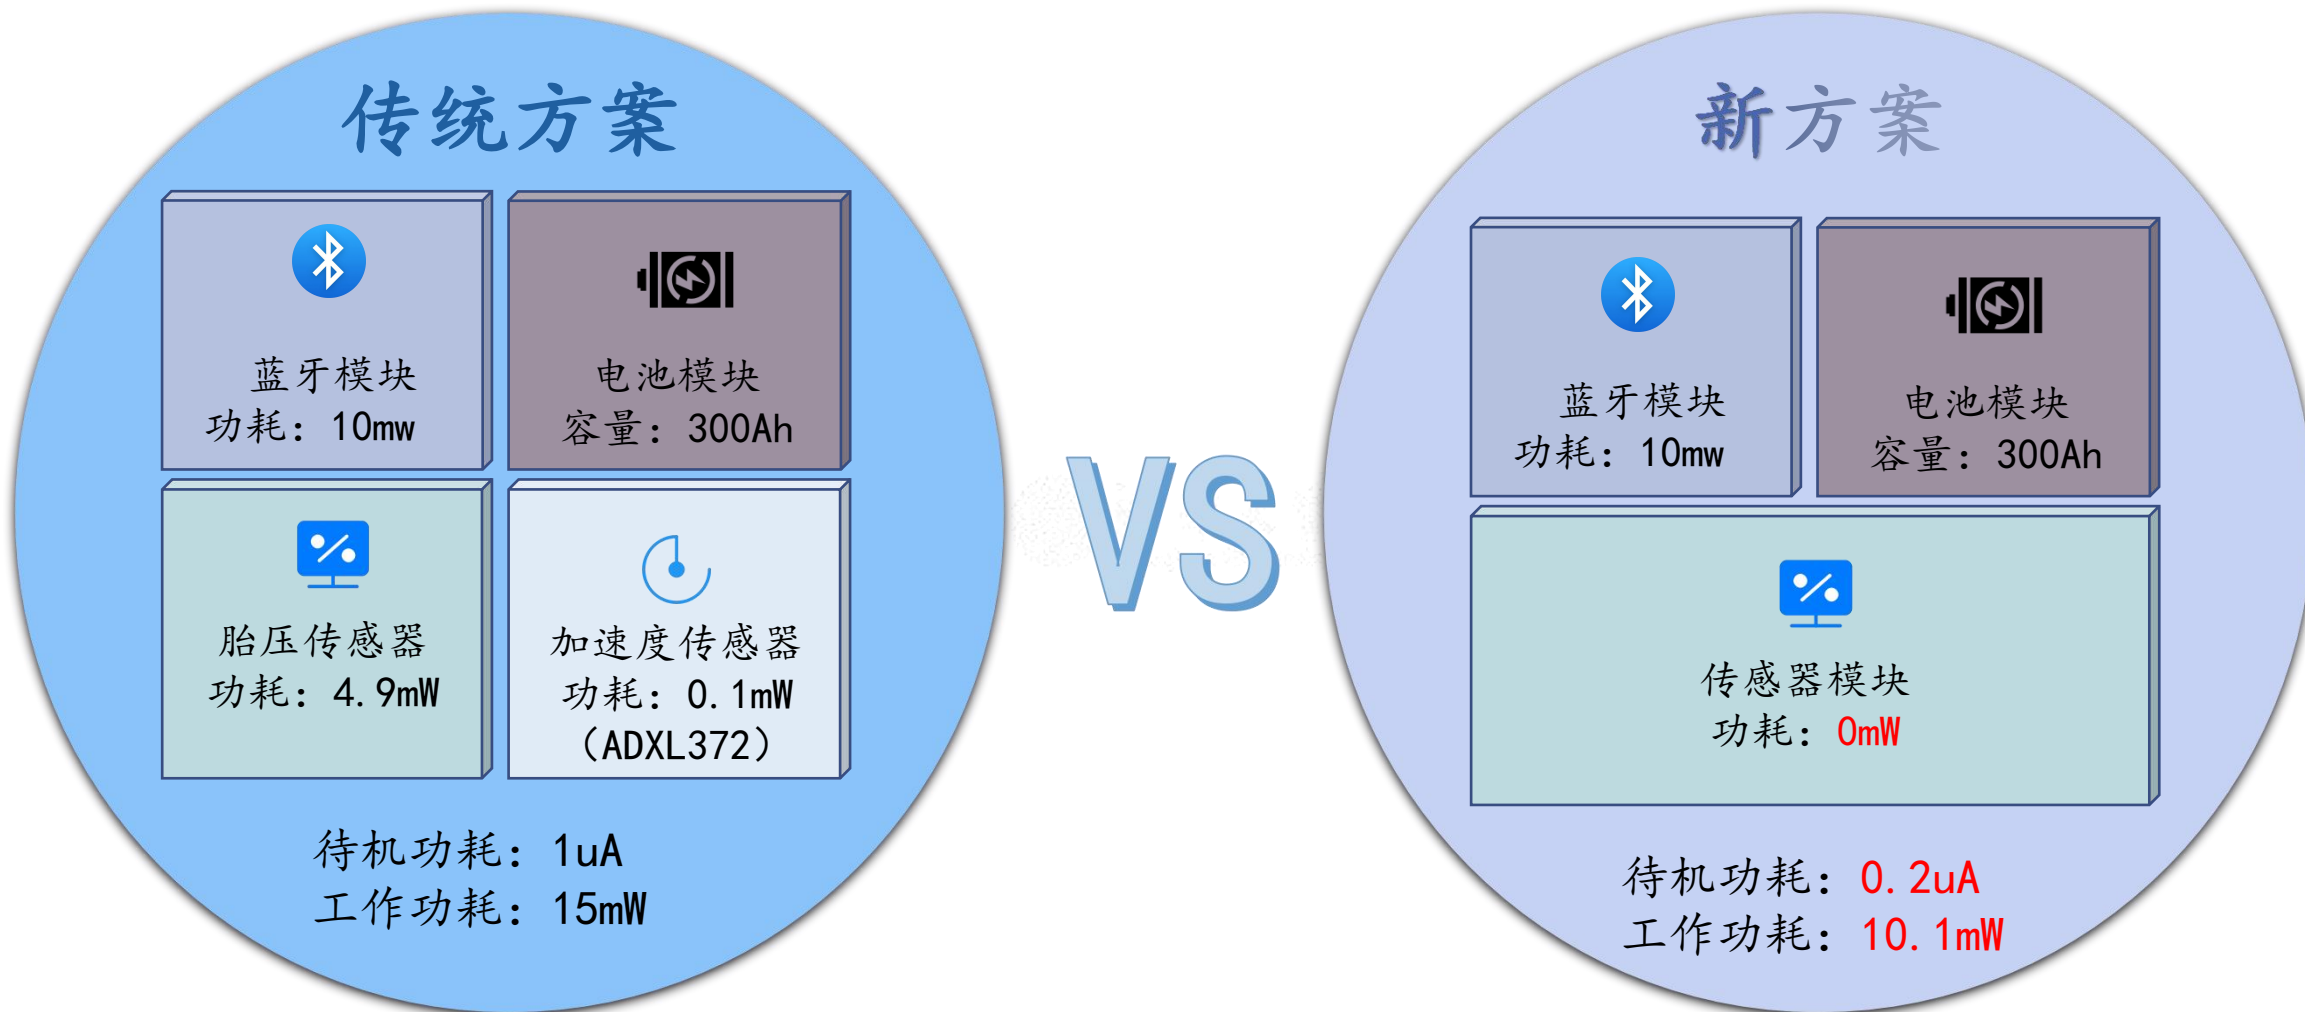 传统方案
蓝牙模块
功耗：10mw
电池模块
容量：300Ah
胎压传感器
功耗：4.9mW
加速度传感器
功耗：0.1mW
（ADXL372）
待机功耗：1uA
工作功耗：15mW
VS
新方案
蓝牙模块
功耗：10mw
电池模块
容量：300Ah
传感器模块
功耗：0mW
待机功耗：0.2uA
工作功耗：10.1mW